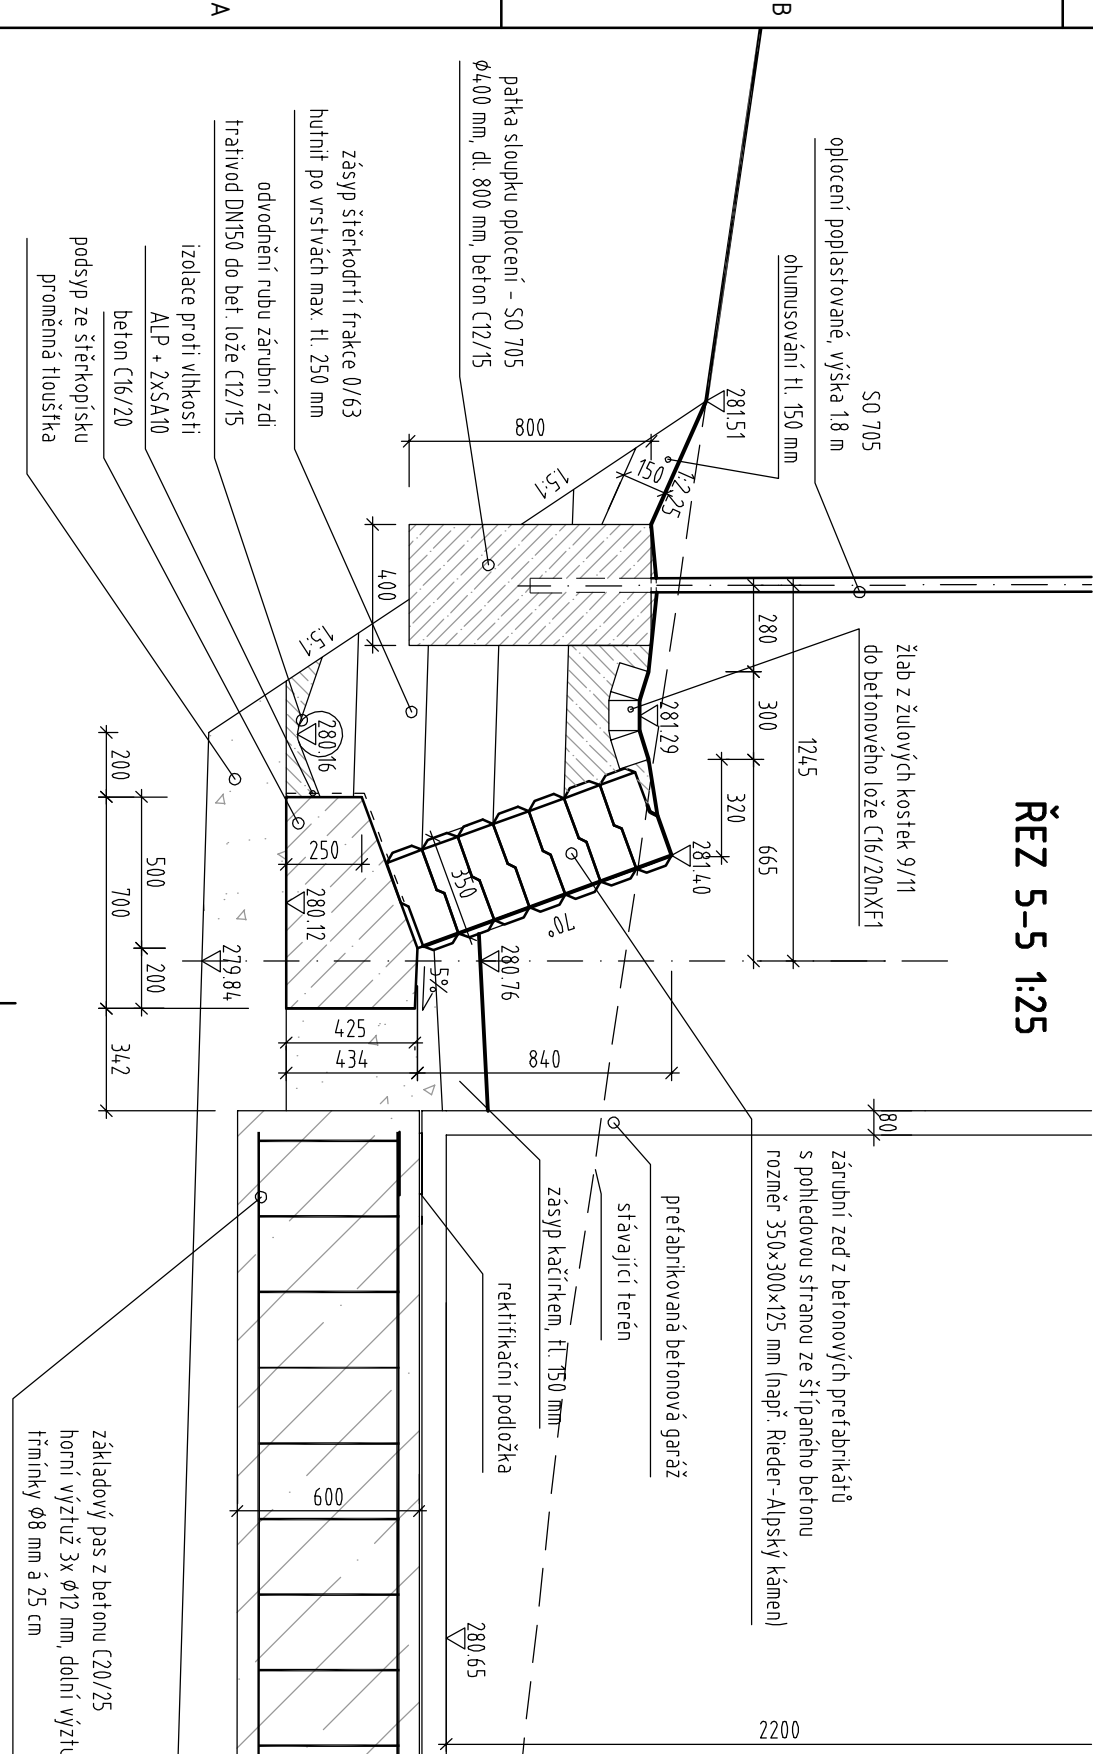 ŘEZ 5-5 1:25
A
B
SO 705
oplocení poplastované, výška 1.8 m
ohumusování tl. 150 mm
patka sloupku oplocení - SO 705
ϕ400 mm, dl. 800 mm, beton C12/15
zásyp štěrkodrtí frakce 0/63
hutnit po vrstvách max. tl. 250 mm
odvodnění rubu zárubní zdi
trativod DN150 do bet. lože C12/15
izolace proti vlhkosti
ALP + 2xSA10
beton C16/20
podsyp ze štěrkopísku
proměnná tloušťka
žlab z žulových kostek 9/11
do betonového lože C16/20nXF1
zárubní zeď z betonových prefabrikátů
s pohledovou stranou ze štípaného betonu
rozměr 350x300x125 mm (např. Rieder-Alpský kámen)
prefabrikovaná betonová garáž
stávající terén
zásyp kačírkem, tl. 150 mm
rektifikační podložka
základový pas z betonu C20/25
horní výztuž 3x ϕ12 mm, dolní výztu
třmínky ϕ8 mm á 25 cm
281.51
281.29
281.40
280.76
280.16
280.12
279.84
280.65
800
150
1:2.25
1.5:1
1.5:1
400
280
300
665
1245
320
350
70°
5%
250
425
434
840
200
500
200
700
342
80
600
2200